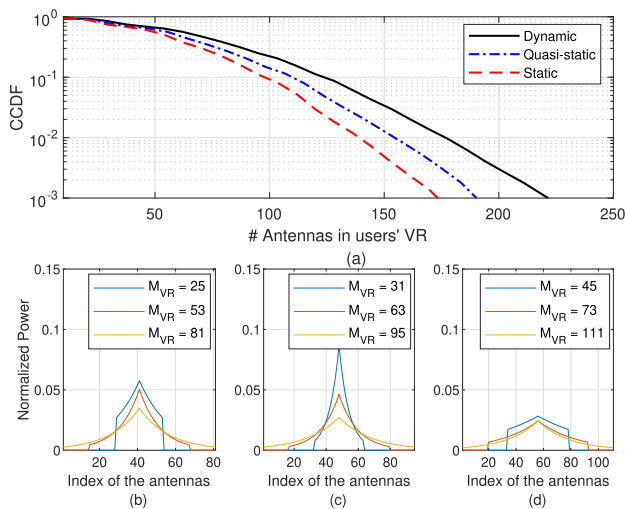 10^0
10^-1
10^-2
10^-3
CCDF
Dynamic
Quasi-static
Static
50 100 150 200 250
# Antennas in users' VR
(a)
Normalized Power
0.15
0.1
0.05
0
M_VR = 25
M_VR = 53
M_VR = 81
20 40 60 80
Index of the antennas
(b)
0.15
0.1
0.05
0
M_VR = 31
M_VR = 63
M_VR = 95
20 40 60 80
Index of the antennas
(c)
0.15
0.1
0.05
0
M_VR = 45
M_VR = 73
M_VR = 111
20 40 60 80 100
Index of the antennas
(d)